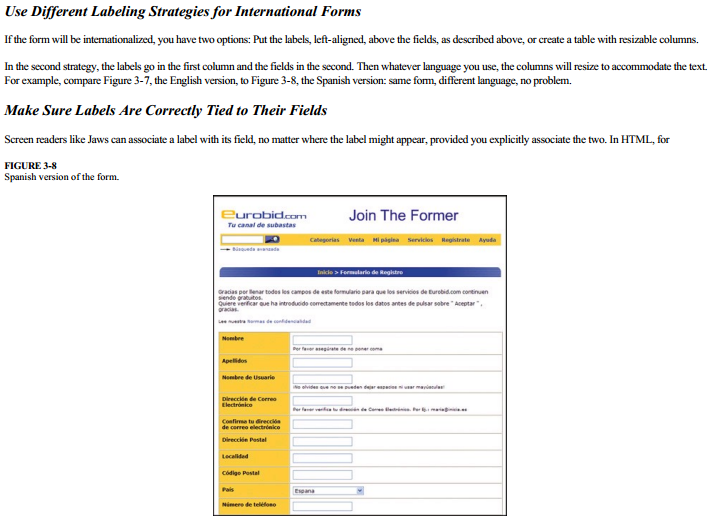 Use Different Labeling Strategies for International Forms
If the form will be internationalized, you have two options: Put the labels, left-aligned, above the fields, as described above, or create a table with resizable columns.
In the second strategy, the labels go in the first column and the fields in the second. Then whatever language you use, the columns will resize to accommodate the text.
For example, compare Figure 3-7, the English version, to Figure 3-8, the Spanish version: same form, different language, no problem.
Make Sure Labels Are Correctly Tied to Their Fields
Screen readers like Jaws can associate a label with its field, no matter where the label might appear, provided you explicitly associate the two. In HTML, for
FIGURE 3-8
Spanish version of the form.
eurobid.com Join The Former
Tu canal de subastas
Categorías Venta Mi página Servicios Regístrate Ayuda
Búsqueda avanzada
Inicio > Formulario de Registro
Gracias por llenar todos los campos de este formulario para que los servicios de Eurobid.com continuen
siendo gratuitos.
Quiere verificar que ha introducido correctamente todos los datos antes de pulsar sobre "Aceptar",
gracias.
Lee nuestra Normas de confidencialidad
Nombre
Por favor asegúrate de no poner coma
Apellidos
Nombre de Usuario
¡No olvides que no se pueden dejar espacios ni usar mayúsculas!
Dirección de Correo
Electrónico
Por favor verifica tu dirección de Correo Electrónico. Por Ej.: maria@inicia.es
Confirma tu dirección
de correo electrónico
Dirección Postal
Localidad
Código Postal
País Espana
Número de teléfono